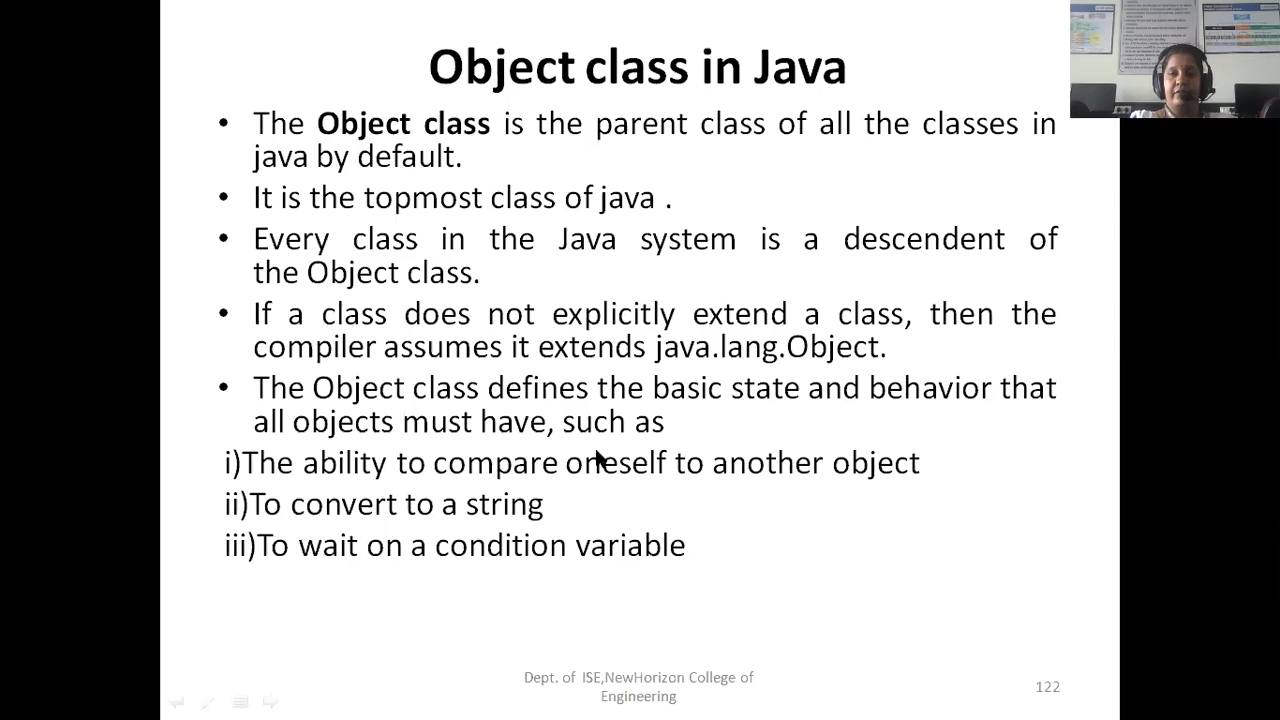 Object class in Java
• The Object class is the parent class of all the classes in
java by default.
• It is the topmost class of java .
• Every class in the Java system is a descendent of
the Object class.
• If a class does not explicitly extend a class, then the
compiler assumes it extends java.lang.Object.
• The Object class defines the basic state and behavior that
all objects must have, such as
i)The ability to compare oneself to another object
ii)To convert to a string
iii)To wait on a condition variable
Dept. of ISE,NewHorizon College of
Engineering
122